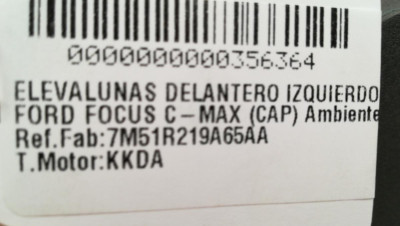 0000000000356364
ELEVALUNAS DELANTERO IZQUIERDO
FORD FOCUS C-MAX (CAP) Ambiente
Ref.Fab:7M51R219A65AA
T.Motor:KKDA